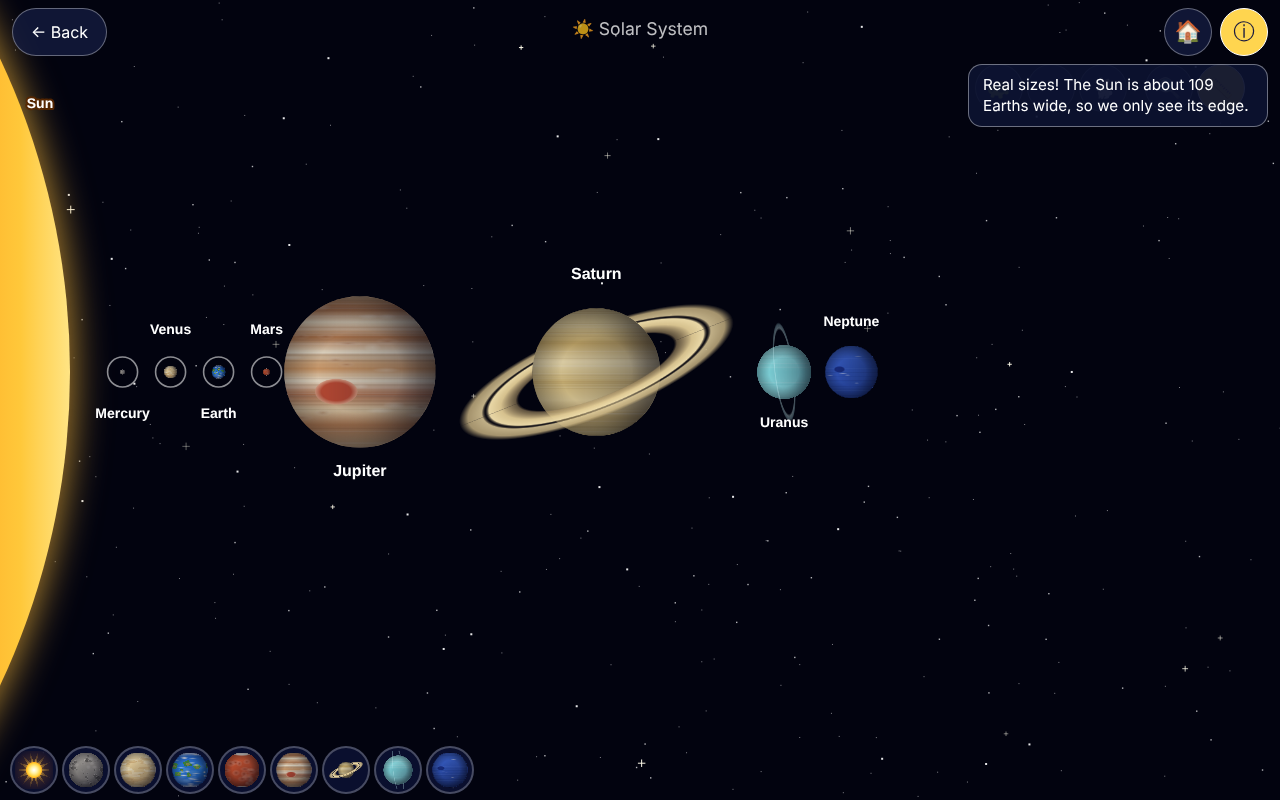 ← Back
☀️ Solar System
🏠
ⓘ
Real sizes! The Sun is about 109
Earths wide, so we only see its edge.
Sun
Saturn
Venus
Mars
Neptune
Mercury
Earth
Uranus
Jupiter